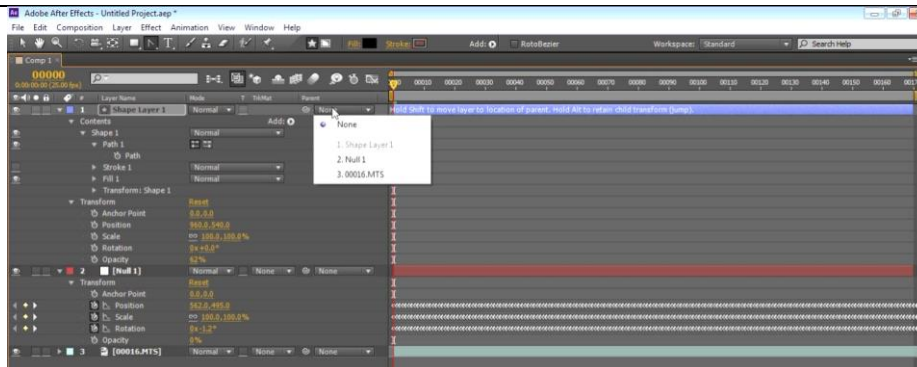 Adobe After Effects - Untitled Project.aep *
File Edit Composition Layer Effect Animation View Window Help
Fill: Stroke: Add: RotoBezier Workspace: Standard Search Help
Comp 1
00000
0:00:00:00 (25.00 fps)
00010 00020 00030 00040 00050 00060 00070 00080 00090 00100 00110 00120 00130 00140 00150 00160
# Layer Name Mode T TrkMat Parent
1 Shape Layer 1 Normal None Hold Shift to move layer to location of parent. Hold Alt to retain child transform (jump).
Contents Add:
None
Shape 1 Normal
1. Shape Layer 1
Path 1
2. Null 1
Path
3. 00016.MTS
Stroke 1 Normal
Fill 1 Normal
Transform: Shape 1
Transform Reset
Anchor Point 0.0,0.0
Position 960.0,540.0
Scale 100.0,100.0%
Rotation 0x+0.0°
Opacity 62%
2 [Null 1] Normal None None
Transform Reset
Anchor Point 0.0,0.0
Position 562.0,495.0
Scale 100.0,100.0%
Rotation 0x-1.2°
Opacity 0%
3 [00016.MTS] Normal None None